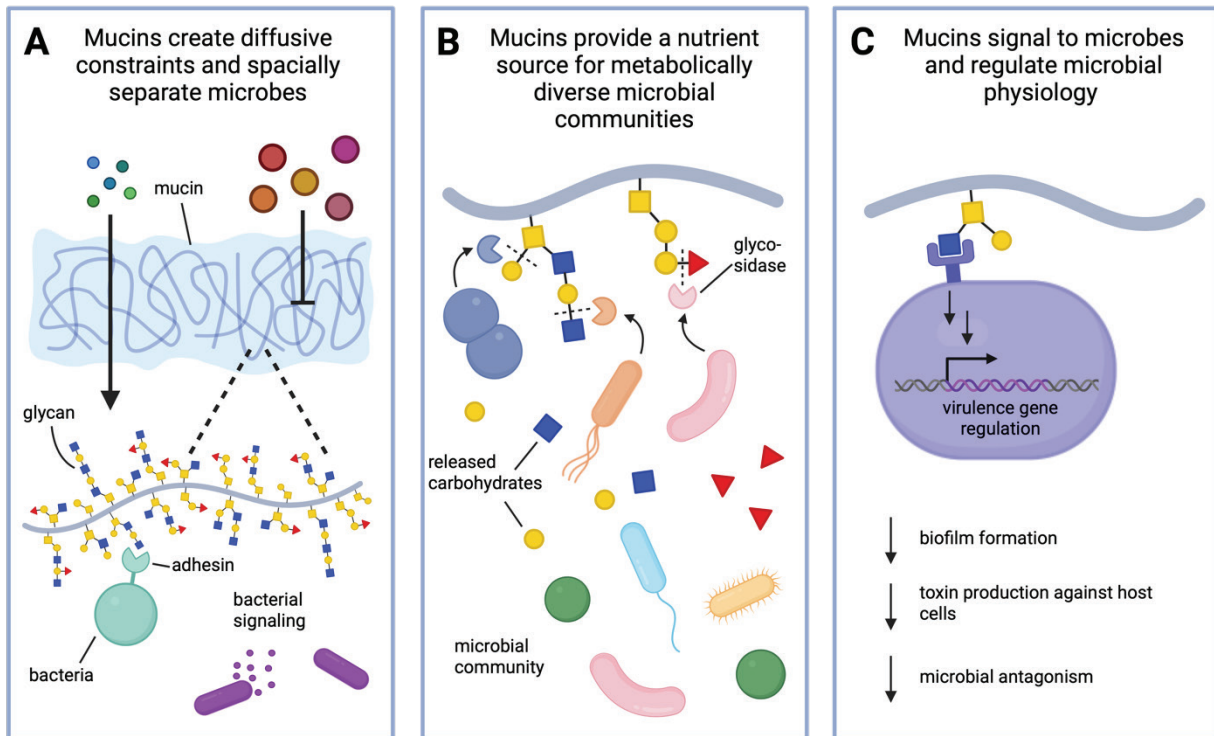 A
Mucins create diffusive
constraints and spacially
separate microbes
mucin
glycan
adhesin
bacteria
bacterial
signaling
B
Mucins provide a nutrient
source for metabolically
diverse microbial
communities
glyco-
sidase
released
carbohydrates
microbial
community
C
Mucins signal to microbes
and regulate microbial
physiology
virulence gene
regulation
biofilm formation
toxin production against host
cells
microbial antagonism